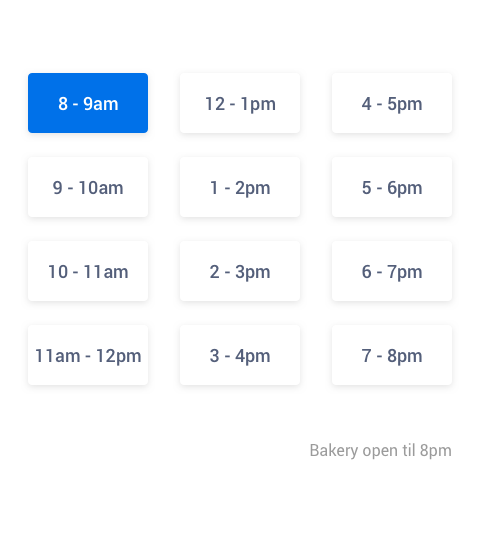 8 - 9am
12 - 1pm
4 - 5pm
9 - 10am
1 - 2pm
5 - 6pm
10 - 11am
2 - 3pm
6 - 7pm
11am - 12pm
3 - 4pm
7 - 8pm
Bakery open til 8pm